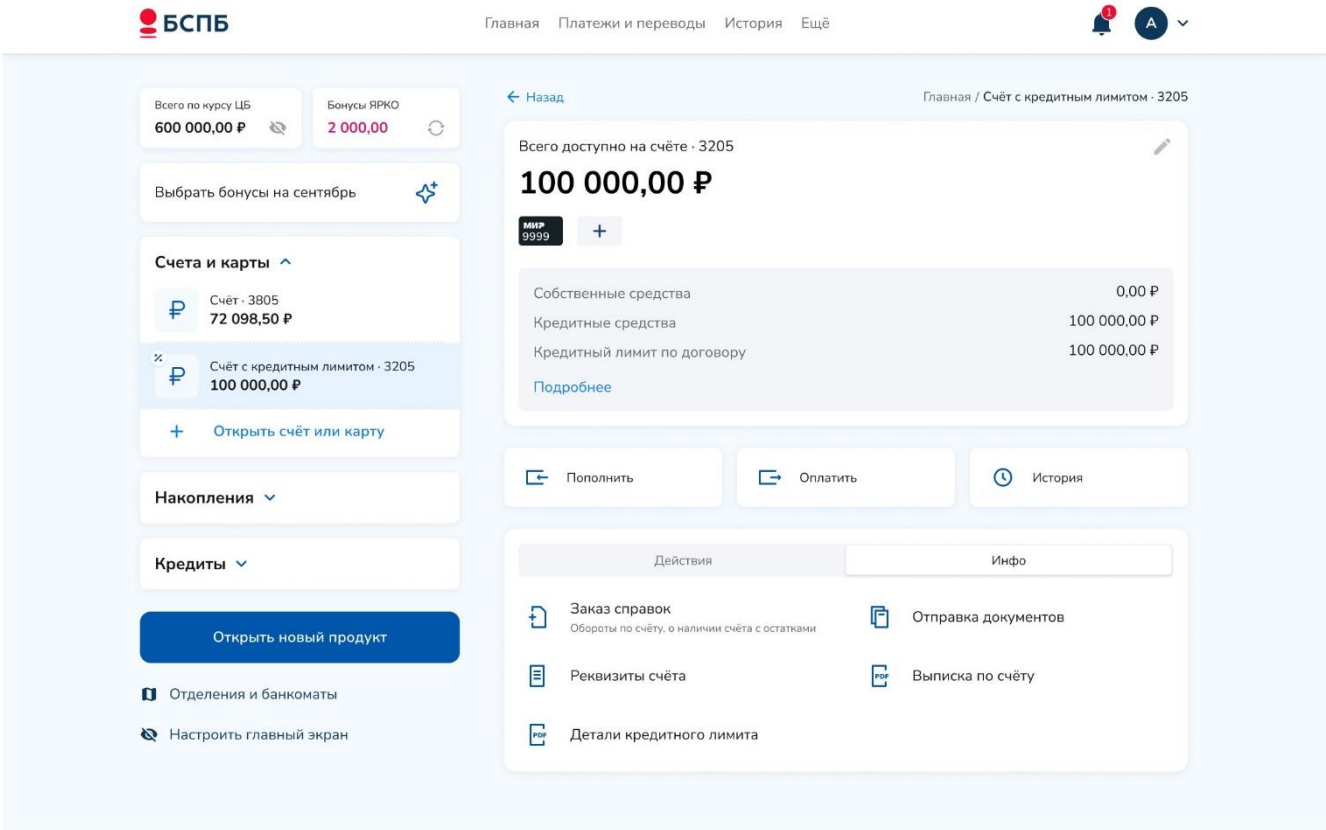 БСПБ
Главная Платежи и переводы История Ещё
1
А
Всего по курсу ЦБ
600 000,00 ₽
Бонусы ЯРКО
2 000,00
Выбрать бонусы на сентябрь
Счета и карты
Счёт · 3805
72 098,50 ₽
Счёт с кредитным лимитом · 3205
100 000,00 ₽
+ Открыть счёт или карту
Накопления
Кредиты
Открыть новый продукт
Отделения и банкоматы
Настроить главный экран
← Назад
Главная / Счёт с кредитным лимитом · 3205
Всего доступно на счёте · 3205
100 000,00 ₽
МИР
9999
+
Собственные средства 0,00 ₽
Кредитные средства 100 000,00 ₽
Кредитный лимит по договору 100 000,00 ₽
Подробнее
Пополнить
Оплатить
История
Действия
Инфо
Заказ справок
Обороты по счёту, о наличии счёта с остатками
Отправка документов
Реквизиты счёта
PDF
Выписка по счёту
PDF
Детали кредитного лимита